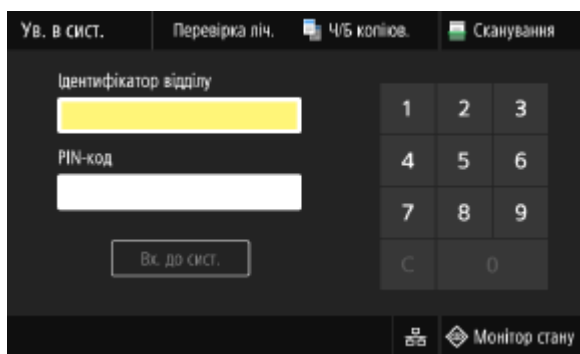 Ув. в сист. Перевірка ліч. Ч/Б копіюв. Сканування
Ідентифікатор відділу
1 2 3
PIN-код
4 5 6
7 8 9
Вх. до сист.
C 0
Монітор стану